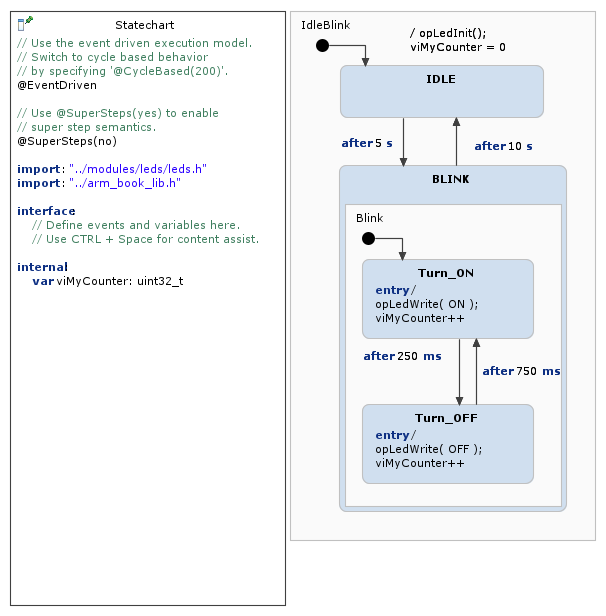 Statechart
// Use the event driven execution model.
// Switch to cycle based behavior
// by specifying '@CycleBased(200)'.
@EventDriven
// Use @SuperSteps(yes) to enable
// super step semantics.
@SuperSteps(no)
import: "../modules/leds/leds.h"
import: "../arm_book_lib.h"
interface
// Define events and variables here.
// Use CTRL + Space for content assist.
internal
var viMyCounter: uint32_t
IdleBlink
/ opLedInit();
viMyCounter = 0
IDLE
after 5 s
after 10 s
BLINK
Blink
Turn_ON
entry /
opLedWrite( ON );
viMyCounter++
after 250 ms
after 750 ms
Turn_OFF
entry /
opLedWrite( OFF );
viMyCounter++